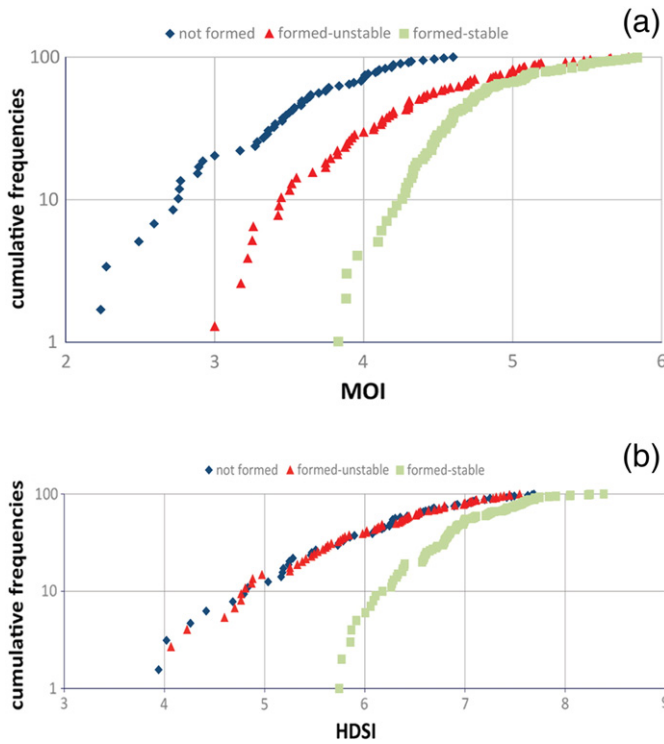 (a)
not formed formed-unstable formed-stable
cumulative frequencies
100
10
1
2 3 4 5 6
MOI
(b)
not formed formed-unstable formed-stable
cumulative frequencies
100
10
1
3 4 5 6 7 8 9
HDSI